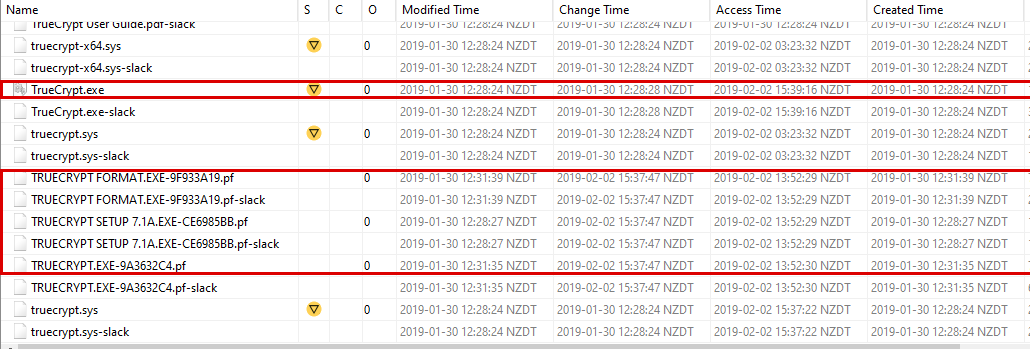 Name S C O Modified Time Change Time Access Time Created Time
TrueCrypt User Guide.pdf-slack 2019-01-30 12:28:24 NZDT 2019-01-30 12:28:24 NZDT 2019-01-30 12:28:24 NZDT 2019-01-30 12:28:24 NZDT
truecrypt-x64.sys 0 2019-01-30 12:28:24 NZDT 2019-01-30 12:28:24 NZDT 2019-02-02 03:23:32 NZDT 2019-01-30 12:28:24 NZDT
truecrypt-x64.sys-slack 2019-01-30 12:28:24 NZDT 2019-01-30 12:28:24 NZDT 2019-02-02 03:23:32 NZDT 2019-01-30 12:28:24 NZDT
TrueCrypt.exe 0 2019-01-30 12:28:24 NZDT 2019-01-30 12:28:28 NZDT 2019-02-02 15:39:16 NZDT 2019-01-30 12:28:24 NZDT
TrueCrypt.exe-slack 2019-01-30 12:28:24 NZDT 2019-01-30 12:28:28 NZDT 2019-02-02 15:39:16 NZDT 2019-01-30 12:28:24 NZDT
truecrypt.sys 0 2019-01-30 12:28:24 NZDT 2019-01-30 12:28:24 NZDT 2019-02-02 03:23:32 NZDT 2019-01-30 12:28:24 NZDT
truecrypt.sys-slack 2019-01-30 12:28:24 NZDT 2019-01-30 12:28:24 NZDT 2019-02-02 03:23:32 NZDT 2019-01-30 12:28:24 NZDT
TRUECRYPT FORMAT.EXE-9F933A19.pf 0 2019-01-30 12:31:39 NZDT 2019-02-02 15:37:47 NZDT 2019-02-02 13:52:29 NZDT 2019-01-30 12:31:39 NZDT
TRUECRYPT FORMAT.EXE-9F933A19.pf-slack 2019-01-30 12:31:39 NZDT 2019-02-02 15:37:47 NZDT 2019-02-02 13:52:29 NZDT 2019-01-30 12:31:39 NZDT
TRUECRYPT SETUP 7.1A.EXE-CE6985BB.pf 0 2019-01-30 12:28:27 NZDT 2019-02-02 15:37:47 NZDT 2019-02-02 13:52:29 NZDT 2019-01-30 12:28:27 NZDT
TRUECRYPT SETUP 7.1A.EXE-CE6985BB.pf-slack 2019-01-30 12:28:27 NZDT 2019-02-02 15:37:47 NZDT 2019-02-02 13:52:29 NZDT 2019-01-30 12:28:27 NZDT
TRUECRYPT.EXE-9A3632C4.pf 0 2019-01-30 12:31:35 NZDT 2019-02-02 15:37:47 NZDT 2019-02-02 13:52:30 NZDT 2019-01-30 12:31:35 NZDT
TRUECRYPT.EXE-9A3632C4.pf-slack 2019-01-30 12:31:35 NZDT 2019-02-02 15:37:47 NZDT 2019-02-02 13:52:30 NZDT 2019-01-30 12:31:35 NZDT
truecrypt.sys 0 2019-01-30 12:28:24 NZDT 2019-01-30 12:28:24 NZDT 2019-02-02 15:37:22 NZDT 2019-01-30 12:28:24 NZDT
truecrypt.sys-slack 2019-01-30 12:28:24 NZDT 2019-01-30 12:28:24 NZDT 2019-02-02 15:37:22 NZDT 2019-01-30 12:28:24 NZDT